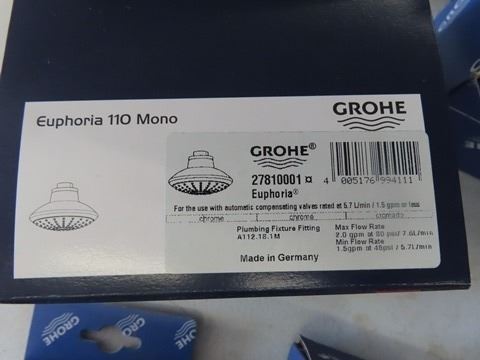 Euphoria 110 Mono
GROHE
GROHE®
27810001 ¤
Euphoria®
4 005176 994111
For the use with automatic compensating valves rated at 5.7 L/min / 1.5 gpm or less
chrome chrome
Plumbing Fixture Fitting
A112.18.1M
Max Flow Rate
2.0 gpm at 80 psi/ 7.6L/min
Min Flow Rate
1.5gpm at 45psi / 5.7L/min
Made in Germany
GROHE